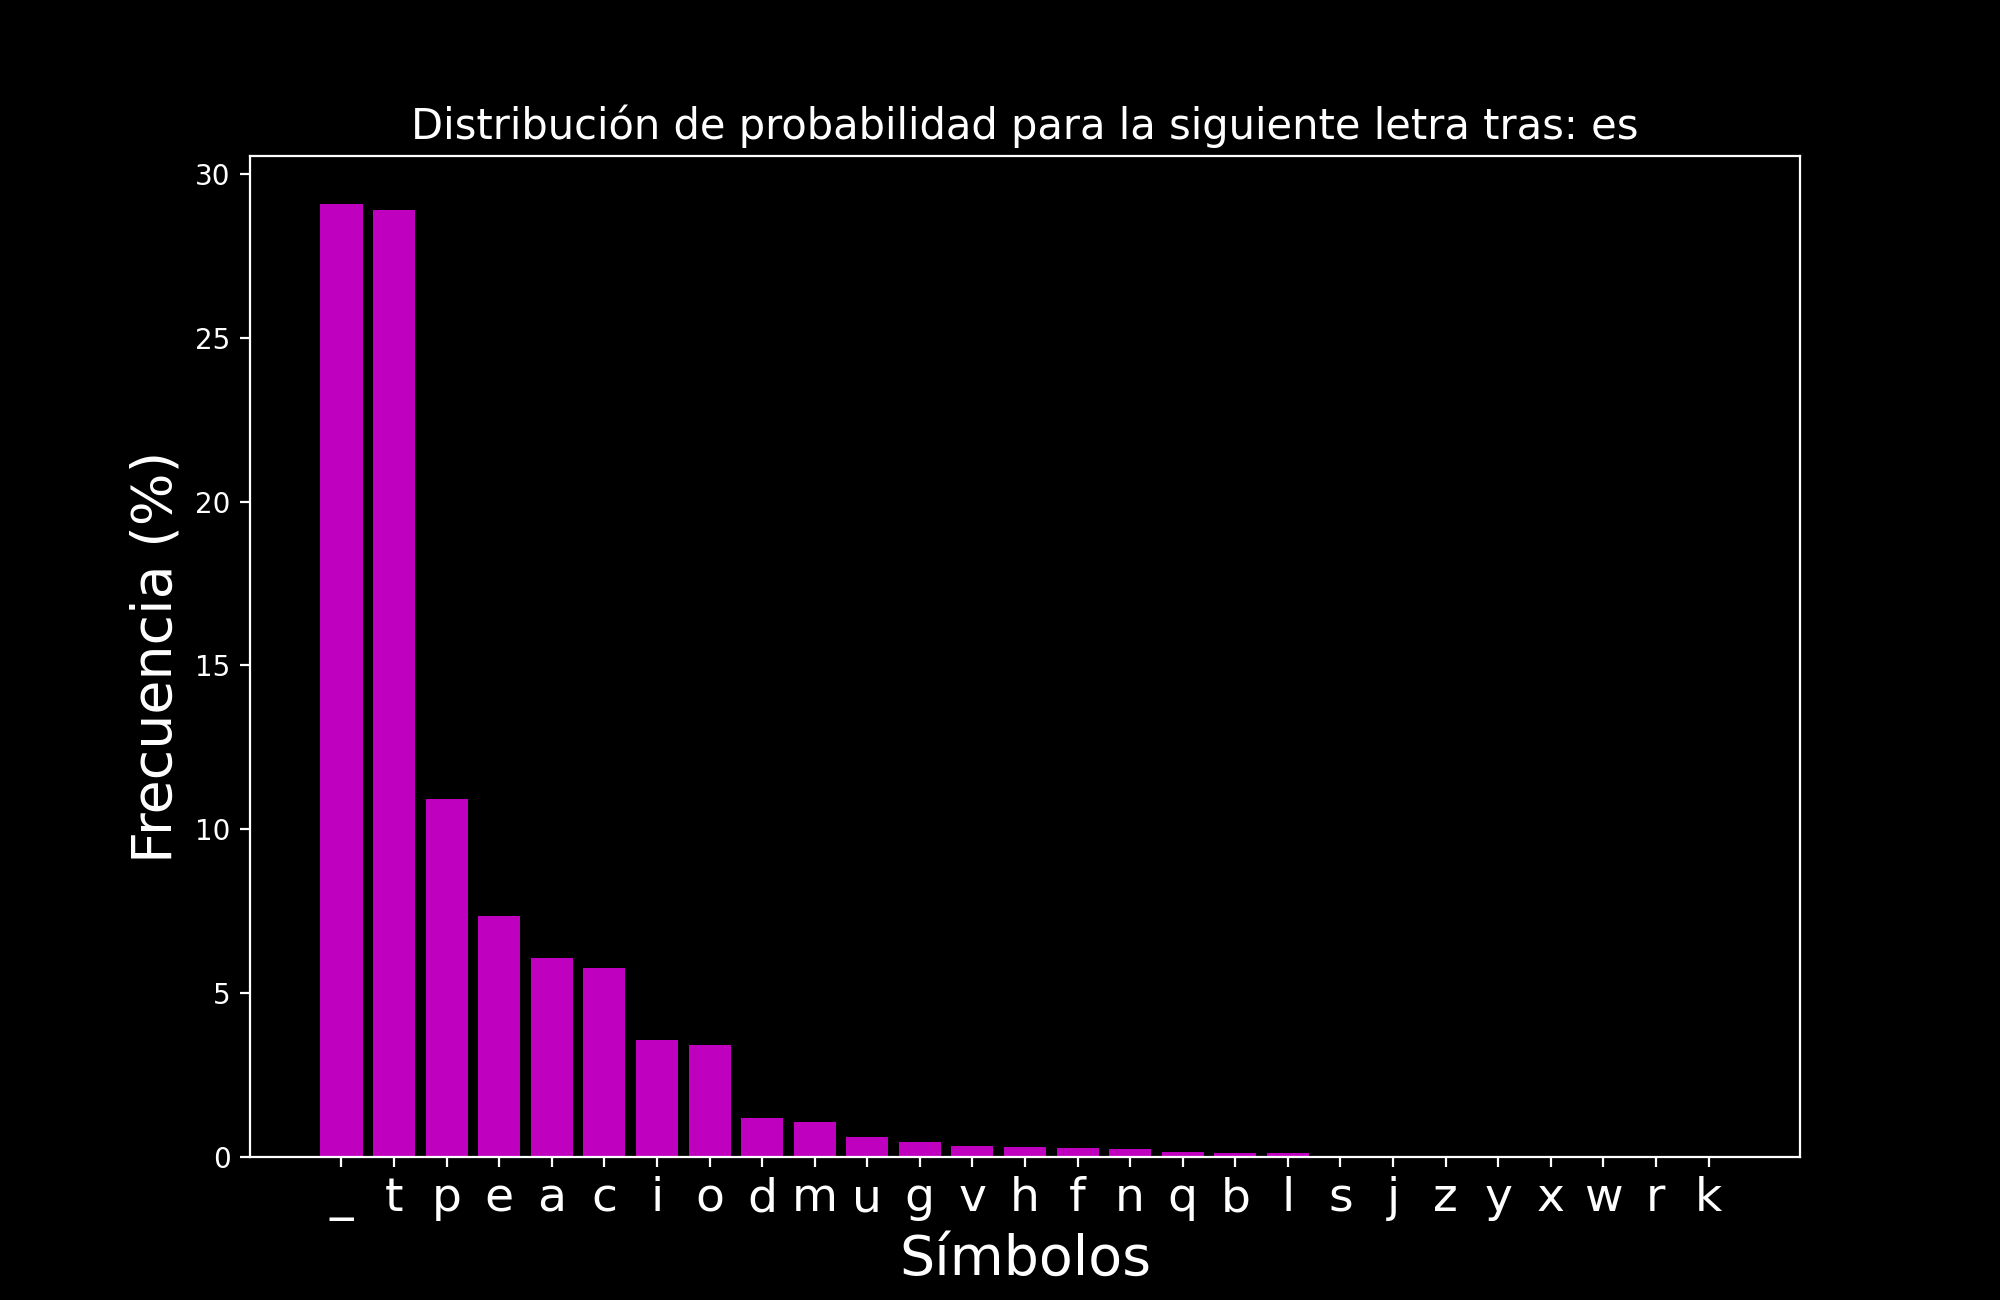 Distribución de probabilidad para la siguiente letra tras: es
Frecuencia (%)
30
25
20
15
10
5
0
_ t p e a c i o d m u g v h f n q b l s j z y x w r k
Símbolos